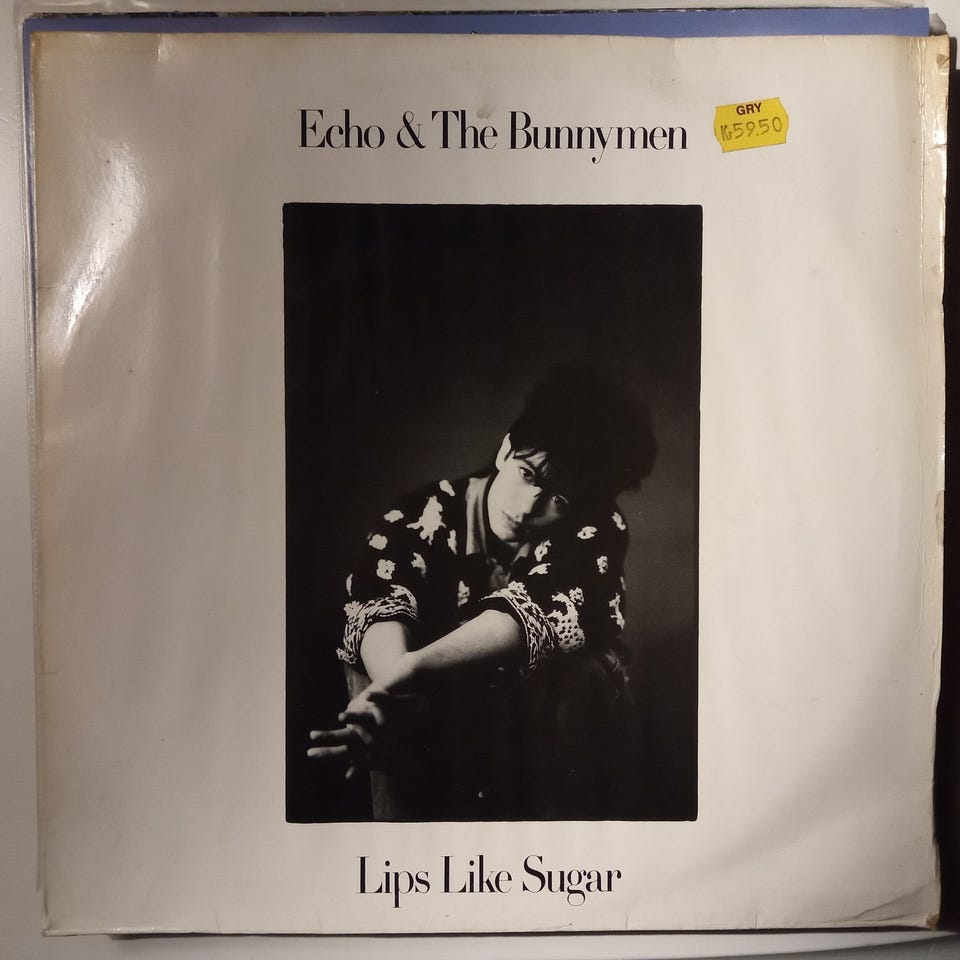 Echo & The Bunnymen
GRY
Kr59.50
Lips Like Sugar